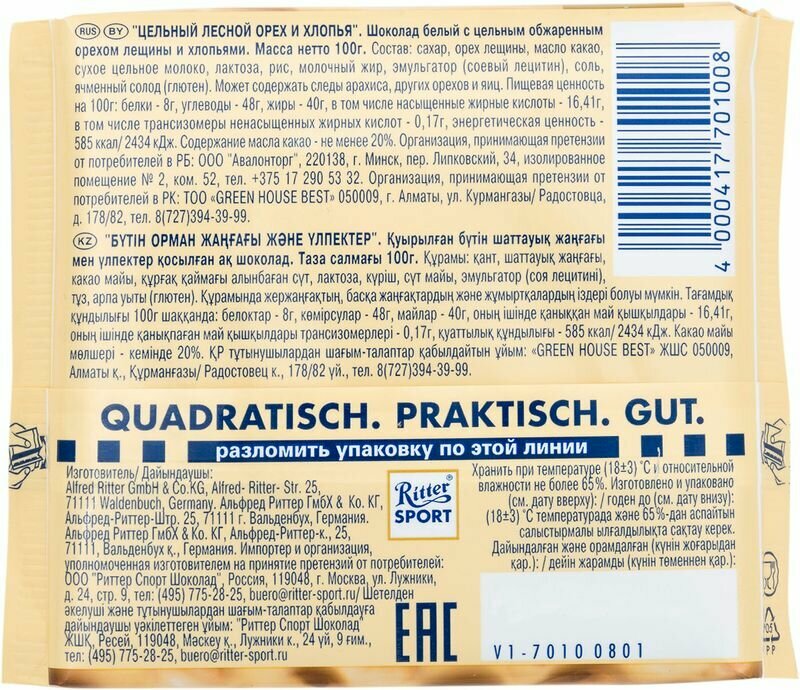 RUS BY "ЦЕЛЬНЫЙ ЛЕСНОЙ ОРЕХ И ХЛОПЬЯ". Шоколад белый с цельным обжаренным
орехом лещины и хлопьями. Масса нетто 100г. Состав: сахар, орех лещины, масло какао,
сухое цельное молоко, лактоза, рис, молочный жир, эмульгатор (соевый лецитин), соль,
ячменный солод (глютен). Может содержать следы арахиса, других орехов и яиц. Пищевая ценность
на 100г: белки - 8г, углеводы - 48г, жиры - 40г, в том числе насыщенные жирные кислоты - 16,41г,
в том числе трансизомеры ненасыщенных жирных кислот - 0,17г, энергетическая ценность -
585 ккал/ 2434 кДж. Содержание масла какао - не менее 20%. Организация, принимающая претензии
от потребителей в РБ: ООО "Авалонторг", 220138, г. Минск, пер. Липковский, 34, изолированное
помещение № 2, ком. 52, тел. +375 17 290 53 32. Организация, принимающая претензии от
потребителей в РК: ТОО «GREEN HOUSE BEST» 050009, г. Алматы, ул. Курмангазы/ Радостовца,
д. 178/82, тел. 8(727)394-39-99.
4 000417 701008
KZ "БҮТІН ОРМАН ЖАҢҒАҒЫ ЖӘНЕ ҮЛПЕКТЕР". Қуырылған бүтін шаттауық жаңғағы
мен үлпектер қосылған ақ шоколад. Таза салмағы 100г. Құрамы: қант, шаттауық жаңғағы,
какао майы, құрғақ қаймағы алынбаған сүт, лактоза, күріш, сүт майы, эмульгатор (соя лецитині),
тұз, арпа уыты (глютен). Құрамында жержаңғақтың, басқа жаңғақтардың және жұмыртқалардың іздері болуы мүмкін. Тағамдық
құндылығы 100г шаққанда: белоктар - 8г, көмірсулар - 48г, майлар - 40г, оның ішінде қаныққан май қышқылдары - 16,41г,
оның ішінде қанықпаған май қышқылдары трансизомерлері - 0,17г, қуаттылық құндылығы - 585 ккал/ 2434 кДж. Какао майы
мөлшері - кемінде 20%. ҚР тұтынушылардан шағым-талаптар қабылдайтын ұйым: «GREEN HOUSE BEST» ЖШС 050009,
Алматы қ., Құрманғазы/ Радостовец к., 178/82 үй., тел. 8(727)394-39-99.
QUADRATISCH. PRAKTISCH. GUT.
разломить упаковку по этой линии
Изготовитель/ Дайындаушы:
Alfred Ritter GmbH & Co.KG, Alfred- Ritter- Str. 25,
71111 Waldenbuch, Germany. Альфред Риттер ГмбХ & Ко. КГ,
Альфред-Риттер-Штр. 25, 71111 г. Вальденбух, Германия.
Альфред Риттер ГмбХ & Ко. КГ, Альфред-Риттер-к., 25,
71111, Вальденбух қ., Германия. Импортер и организация,
уполномоченная изготовителем на принятие претензий от потребителей:
ООО "Риттер Спорт Шоколад", Россия, 119048, г. Москва, ул. Лужники,
д. 24, стр. 9, тел: (495) 775-28-25, buero@ritter-sport.ru/ Шетелден
әкелуші және тұтынушылардан шағым-талаптар қабылдауға
дайындаушы уәкілеттеген ұйым: "Риттер Спорт Шоколад"
ЖШҚ, Ресей, 119048, Мәскеу қ., Лужники к., 24 үй, 9 ғим.,
тел: (495) 775-28-25, buero@ritter-sport.ru
Ritter
SPORT
EAC
Хранить при температуре (18±3) °С и относительной
влажности не более 65%. Изготовлено и упаковано
(см. дату вверху): / годен до (см. дату внизу):
(18±3) °С температурада және 65%-дан аспайтын
салыстырмалы ылғалдылықта сақтау керек.
Дайындалған және оралмаған (күнін жоғарыдан
қар.): / дейін жарамды (күнін төменнен қар.):
V1-7010 0801
PP